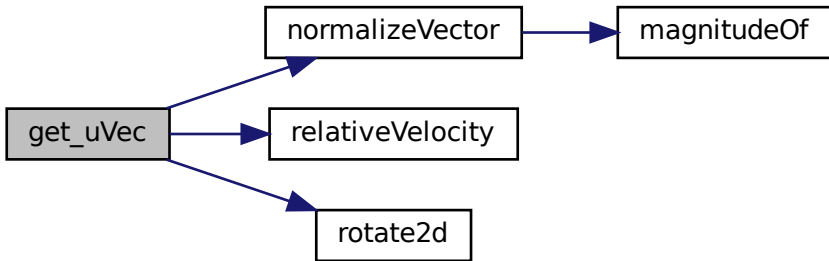 normalizeVector
magnitudeOf
get_uVec
relativeVelocity
rotate2d